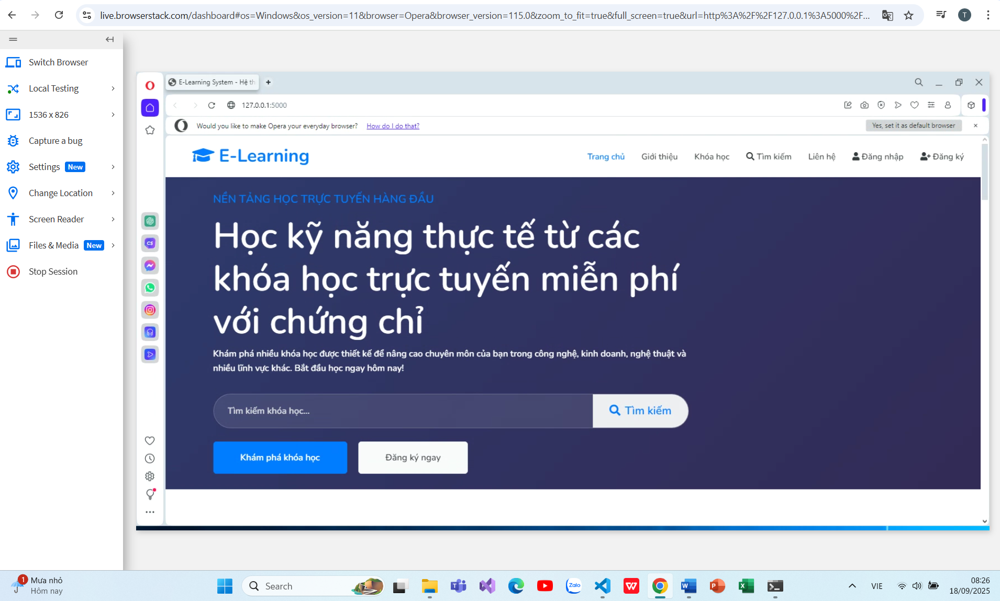 live.browserstack.com/dashboard#os=Windows&os_version=11&browser=Opera&browser_version=115.0&zoom_to_fit=true&full_screen=true&url=http%3A%2F%2F127.0.0.1%3A5000%2F...
T
Switch Browser
Local Testing
1536 x 826
Capture a bug
Settings New
Change Location
Screen Reader
Files & Media New
Stop Session
E-Learning System - Hệ th
127.0.0.1:5000
Would you like to make Opera your everyday browser? How do I do that?
Yes, set it as default browser
E-Learning
Trang chủ Giới thiệu Khóa học Tìm kiếm Liên hệ Đăng nhập Đăng ký
NỀN TẢNG HỌC TRỰC TUYẾN HÀNG ĐẦU
Học kỹ năng thực tế từ các
khóa học trực tuyến miễn phí
với chứng chỉ
Khám phá nhiều khóa học được thiết kế để nâng cao chuyên môn của bạn trong công nghệ, kinh doanh, nghệ thuật và
nhiều lĩnh vực khác. Bắt đầu học ngay hôm nay!
Tìm kiếm khóa học...
Tìm kiếm
Khám phá khóa học
Đăng ký ngay
CS
1
Mưa nhỏ
Hôm nay
Search
Zalo
VIE
08:26
18/09/2025